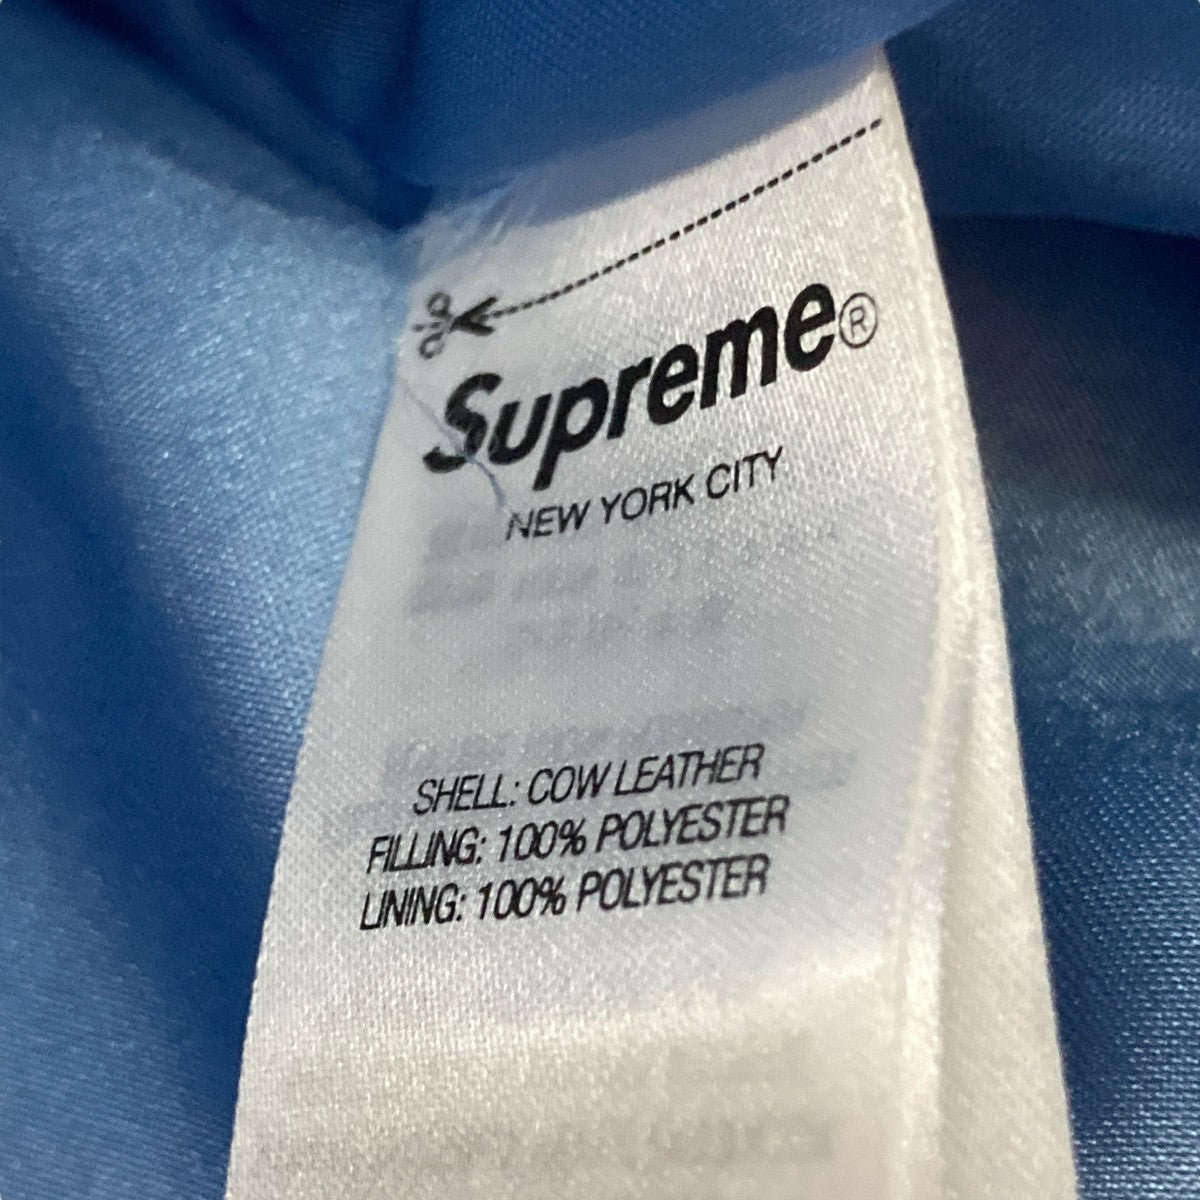 Supreme®
NEW YORK CITY
SHELL: COW LEATHER
FILLING: 100% POLYESTER
LINING: 100% POLYESTER